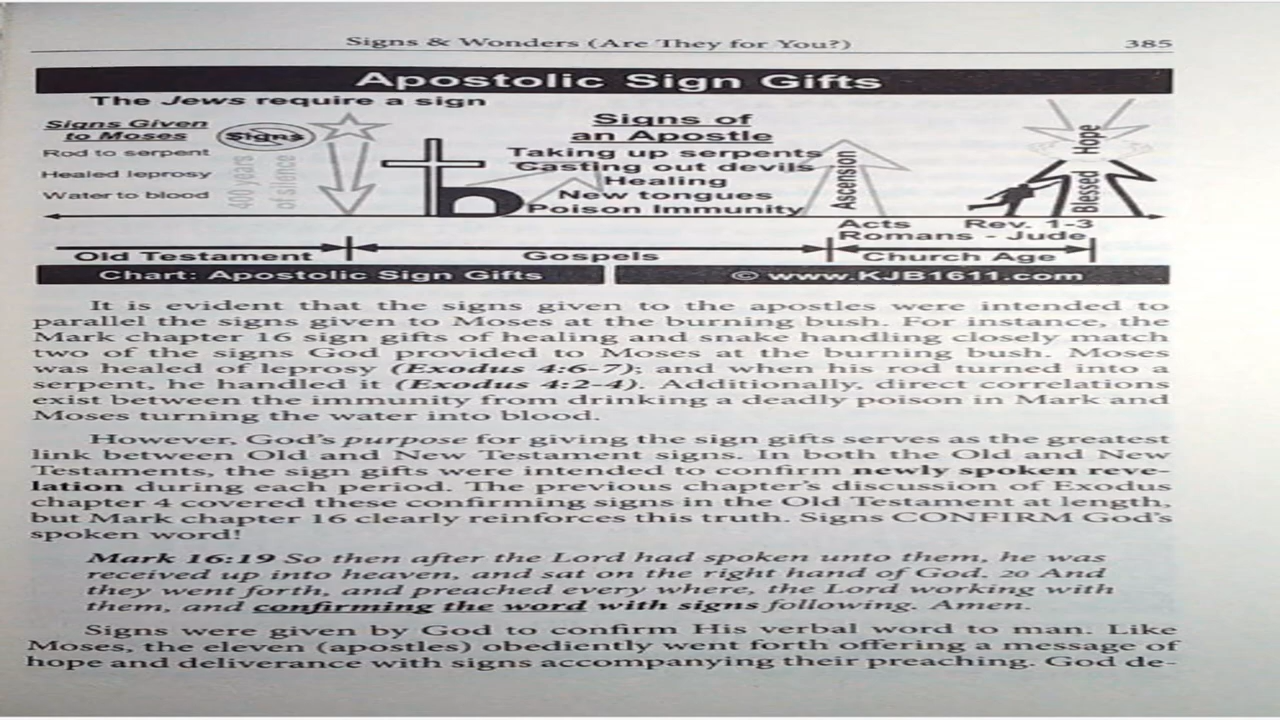 Signs & Wonders (Are They for You?) 385
Apostolic Sign Gifts
The Jews require a sign
Signs Given
to Moses
Rod to serpent
Healed leprosy
Water to blood
Signs
400 years
of silence
Signs of
an Apostle
Taking up serpents
Casting out devils
Healing
New tongues
Poison Immunity
Ascension
Blessed Hope
Acts Rev. 1-3
Romans - Jude
Old Testament Gospels Church Age
Chart: Apostolic Sign Gifts © www.KJB1611.com
It is evident that the signs given to the apostles were intended to
parallel the signs given to Moses at the burning bush. For instance, the
Mark chapter 16 sign gifts of healing and snake handling closely match
two of the signs God provided to Moses at the burning bush. Moses
was healed of leprosy (Exodus 4:6-7); and when his rod turned into a
serpent, he handled it (Exodus 4:2-4). Additionally, direct correlations
exist between the immunity from drinking a deadly poison in Mark and
Moses turning the water into blood.
However, God's purpose for giving the sign gifts serves as the greatest
link between Old and New Testament signs. In both the Old and New
Testaments, the sign gifts were intended to confirm newly spoken reve-
lation during each period. The previous chapter's discussion of Exodus
chapter 4 covered these confirming signs in the Old Testament at length,
but Mark chapter 16 clearly reinforces this truth. Signs CONFIRM God's
spoken word!
Mark 16:19 So then after the Lord had spoken unto them, he was
received up into heaven, and sat on the right hand of God. 20 And
they went forth, and preached every where, the Lord working with
them, and confirming the word with signs following. Amen.
Signs were given by God to confirm His verbal word to man. Like
Moses, the eleven (apostles) obediently went forth offering a message of
hope and deliverance with signs accompanying their preaching. God de-